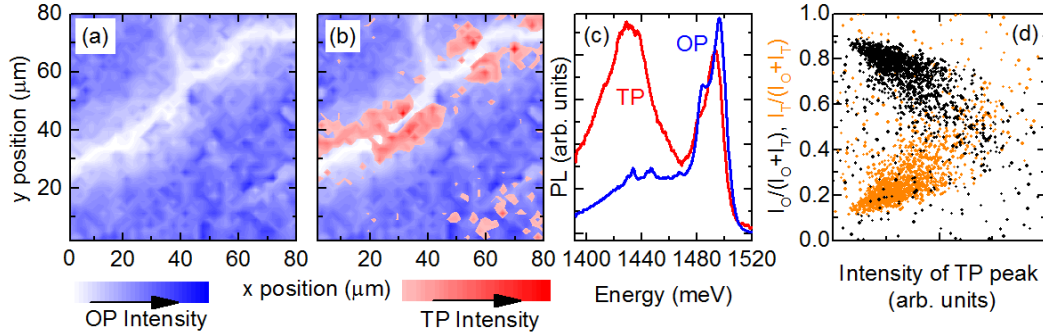 (a)
(b)
(c)
(d)
y position (μm)
80
60
40
20
0 20 40 60 80
0 20 40 60 80
x position (μm)
OP Intensity
TP Intensity
PL (arb. units)
TP
OP
1400 1440 1480 1520
Energy (meV)
I_O/(I_O+I_T), I_T/(I_O+I_T)
1.0
0.8
0.6
0.4
0.2
0.0
Intensity of TP peak
(arb. units)